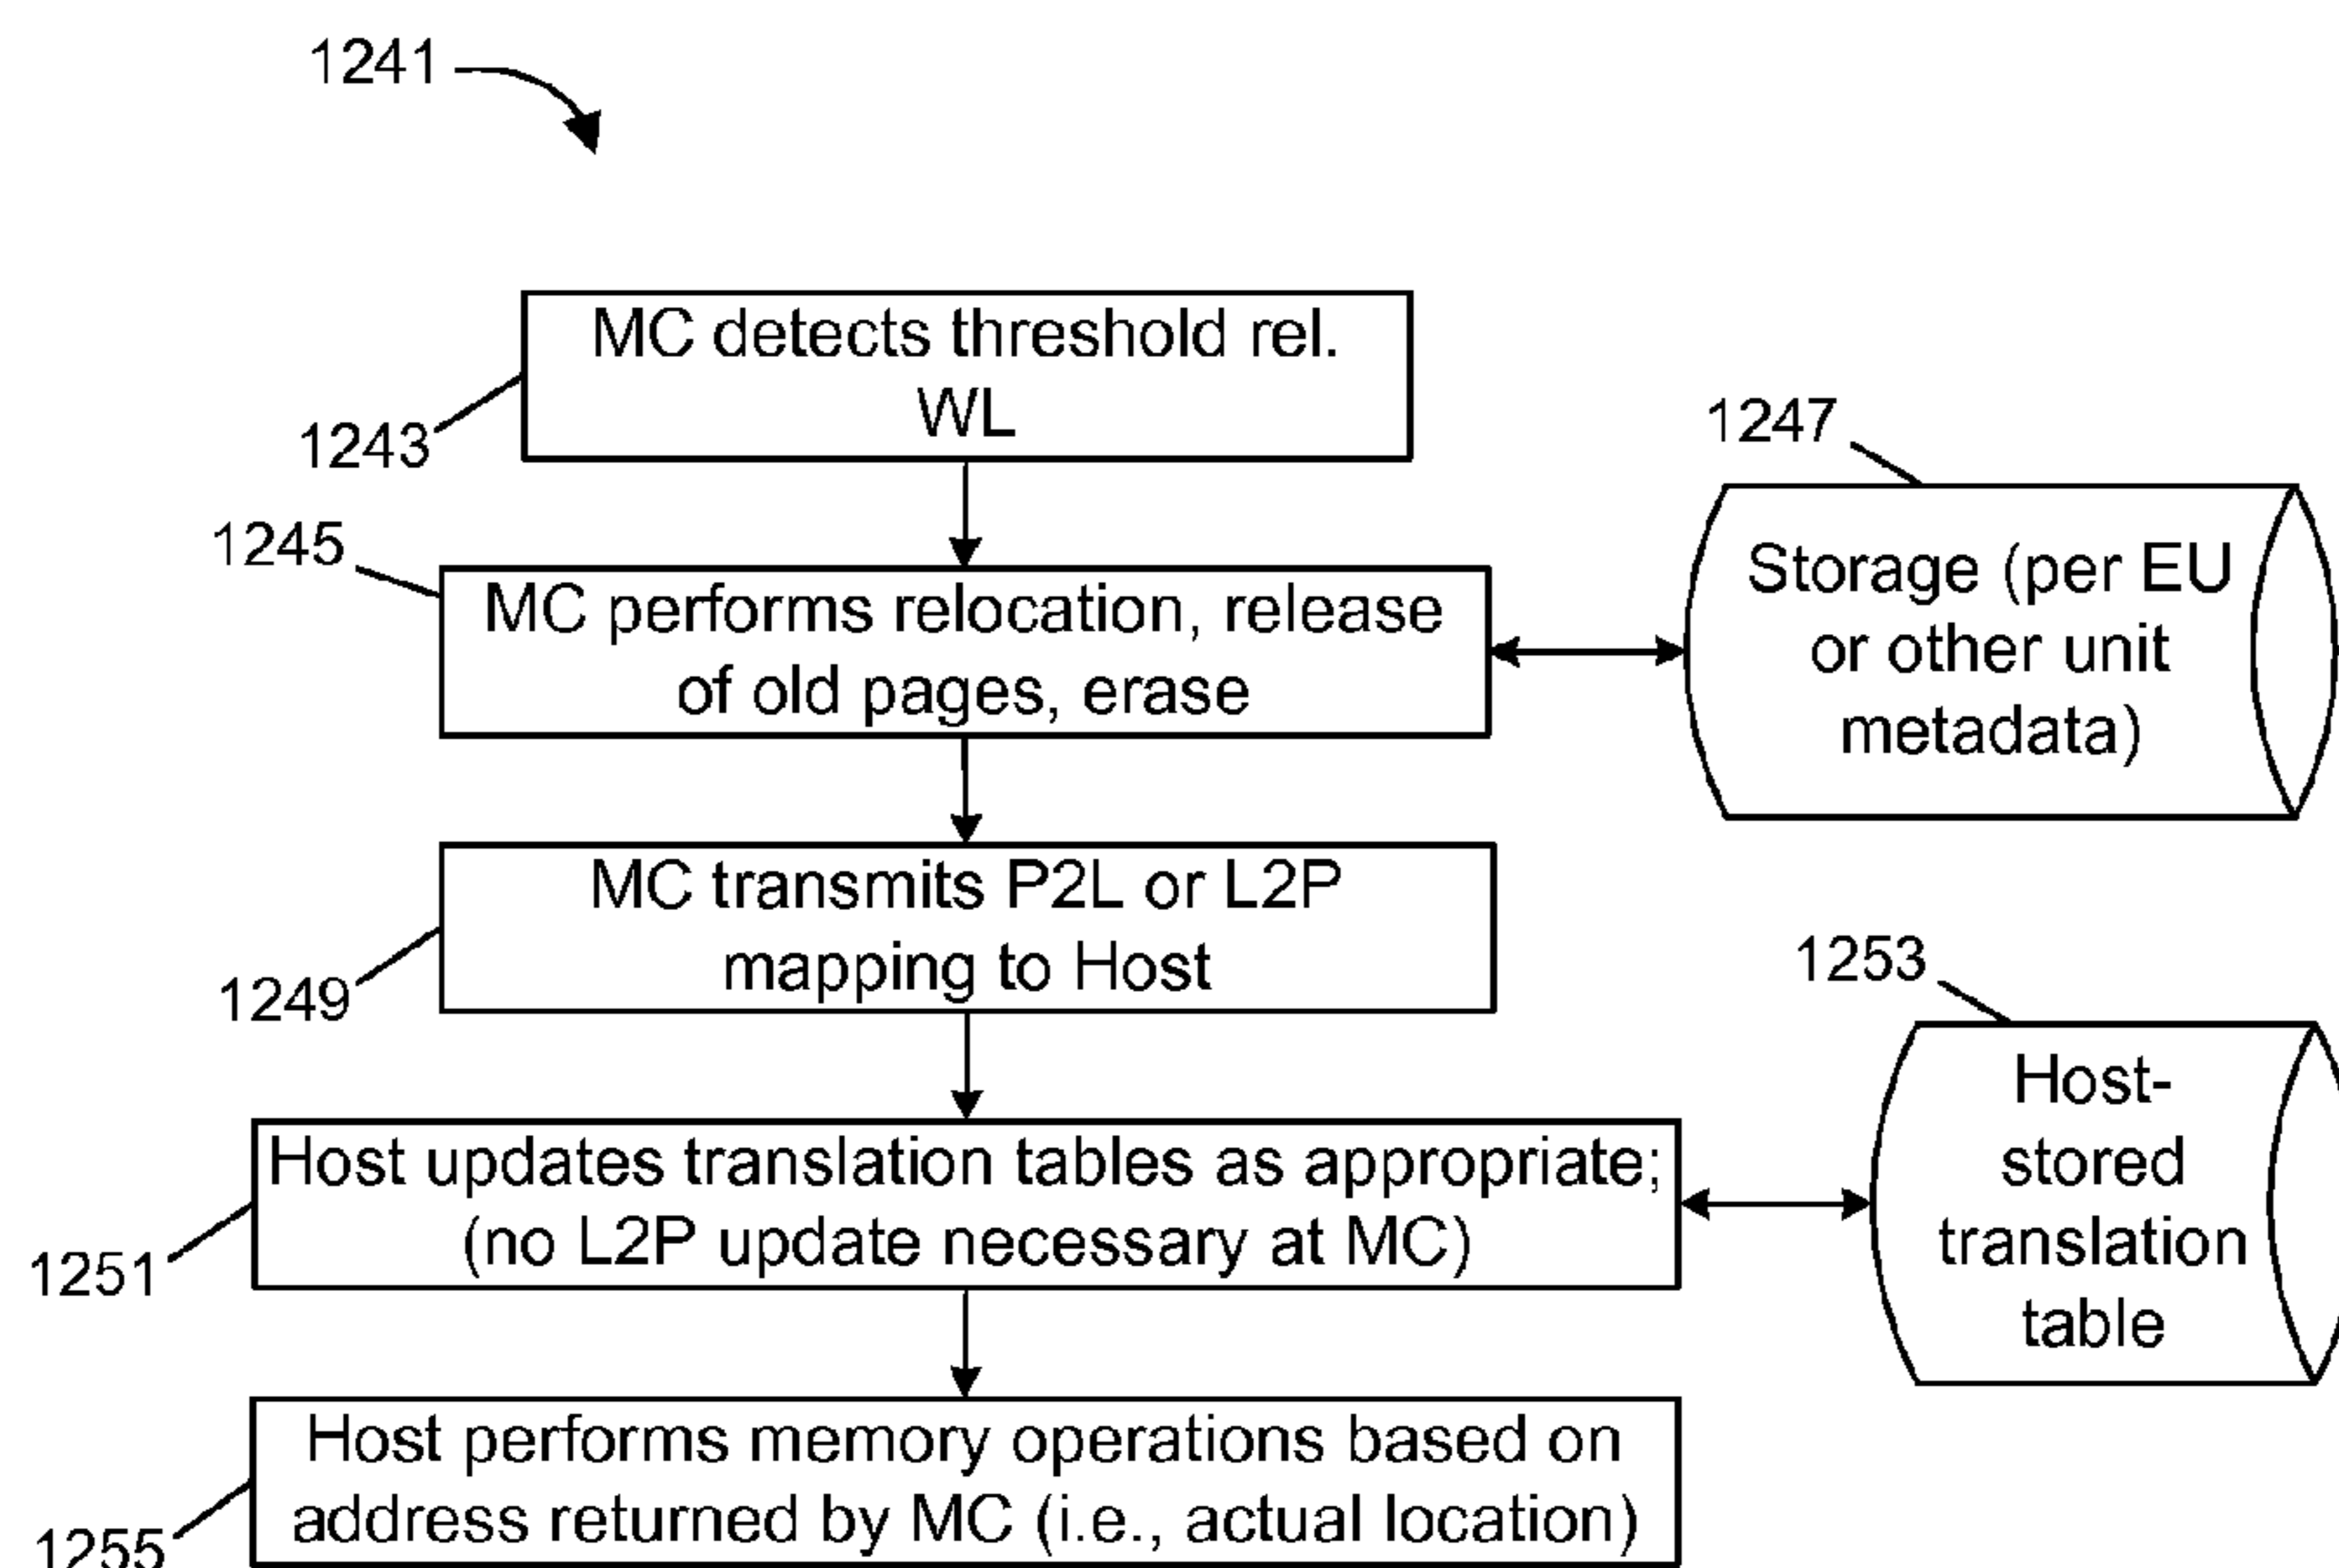 1241
MC detects threshold rel.
WL
1243
1247
1245
MC performs relocation, release
of old pages, erase
Storage (per EU
or other unit
metadata)
MC transmits P2L or L2P
mapping to Host
1249
1253
Host updates translation tables as appropriate;
(no L2P update necessary at MC)
1251
Host-
stored
translation
table
Host performs memory operations based on
address returned by MC (i.e., actual location)
1255